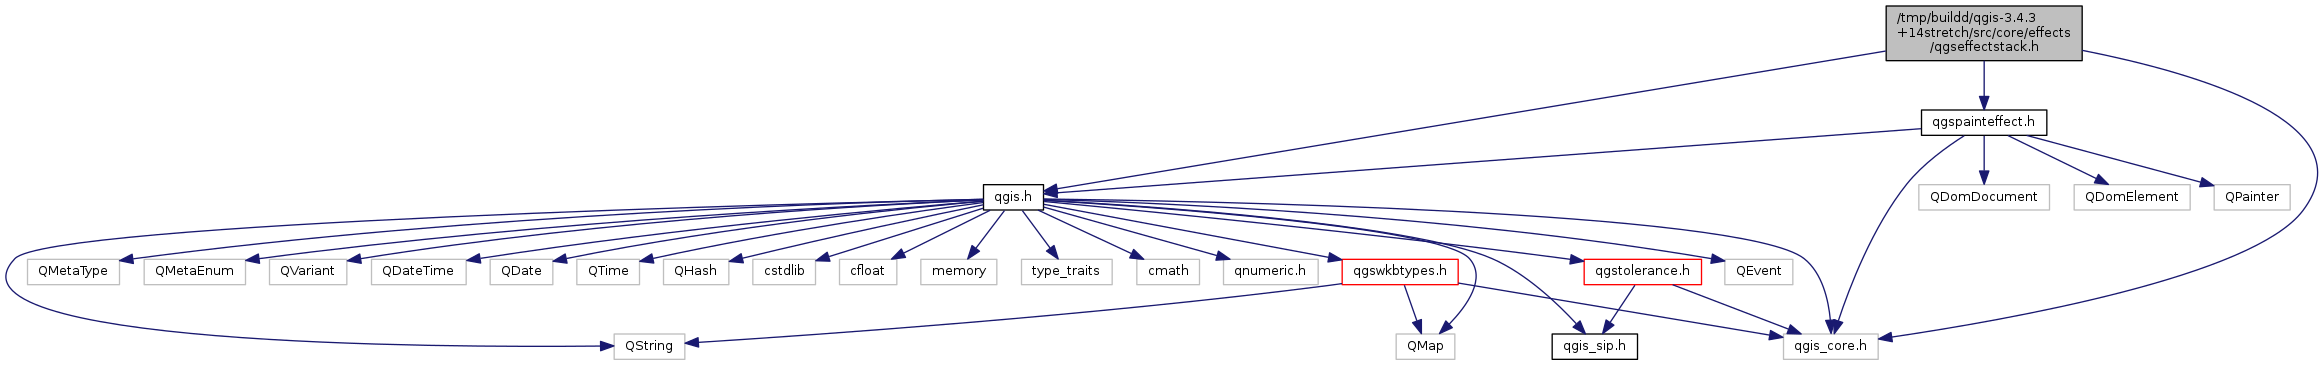 /tmp/buildd/qgis-3.4.3
+14stretch/src/core/effects
/qgseffectstack.h
qgspainteffect.h
qgis.h
QDomDocument
QDomElement
QPainter
QMetaType
QMetaEnum
QVariant
QDateTime
QDate
QTime
QHash
cstdlib
cfloat
memory
type_traits
cmath
qnumeric.h
qgswkbtypes.h
qgstolerance.h
QEvent
QString
QMap
qgis_sip.h
qgis_core.h